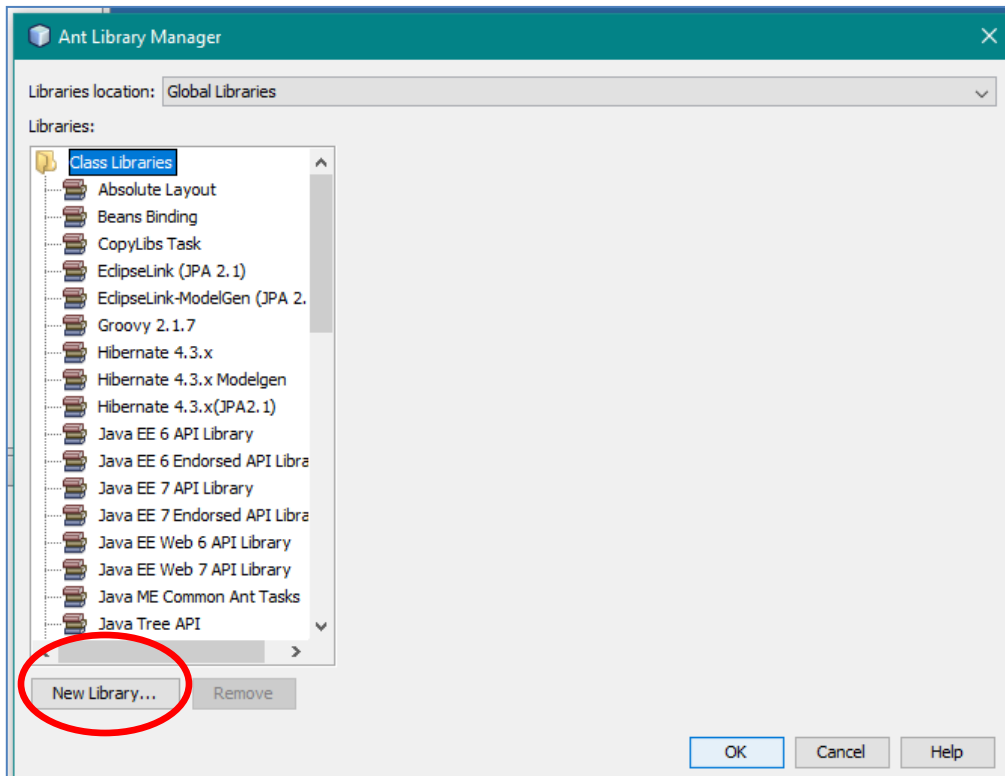 Ant Library Manager
Libraries location: Global Libraries
Libraries:
Class Libraries
Absolute Layout
Beans Binding
CopyLibs Task
EclipseLink (JPA 2.1)
EclipseLink-ModelGen (JPA 2.
Groovy 2.1.7
Hibernate 4.3.x
Hibernate 4.3.x Modelgen
Hibernate 4.3.x(JPA2.1)
Java EE 6 API Library
Java EE 6 Endorsed API Libra
Java EE 7 API Library
Java EE 7 Endorsed API Libra
Java EE Web 6 API Library
Java EE Web 7 API Library
Java ME Common Ant Tasks
Java Tree API
New Library... Remove
OK Cancel Help